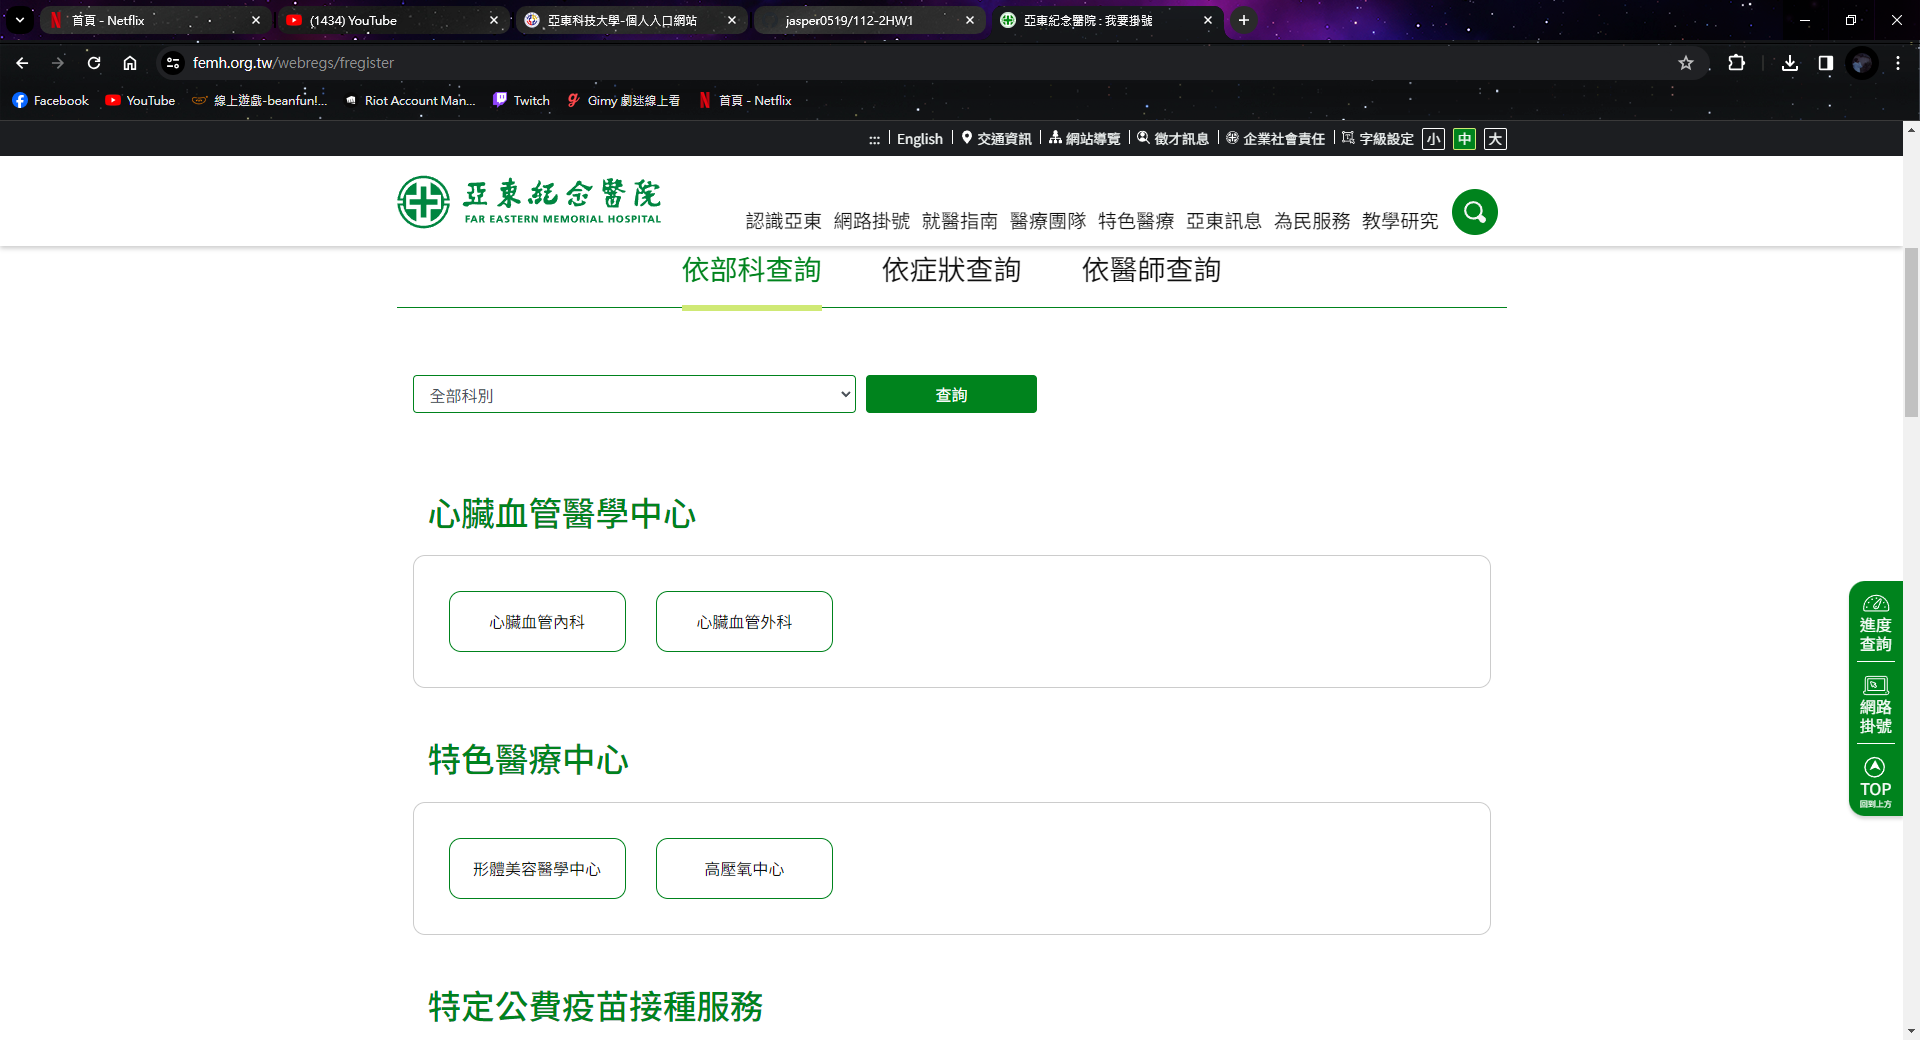 首頁 - Netflix
(1434) YouTube
亞東科技大學-個人入口網站
jasper0519/112-2HW1
亞東紀念醫院 : 我要掛號
femh.org.tw/webregs/fregister
Facebook
YouTube
線上遊戲-beanfun!...
Riot Account Man...
Twitch
Gimy 劇迷線上看
首頁 - Netflix
:::
English
交通資訊
網站導覽
徵才訊息
企業社會責任
字級設定
小
中
大
亞東紀念醫院
FAR EASTERN MEMORIAL HOSPITAL
認識亞東 網路掛號 就醫指南 醫療團隊 特色醫療 亞東訊息 為民服務 教學研究
依部科查詢 依症狀查詢 依醫師查詢
全部科別
查詢
心臟血管醫學中心
心臟血管內科
心臟血管外科
特色醫療中心
形體美容醫學中心
高壓氧中心
特定公費疫苗接種服務
進度
查詢
網路
掛號
TOP
回到上方